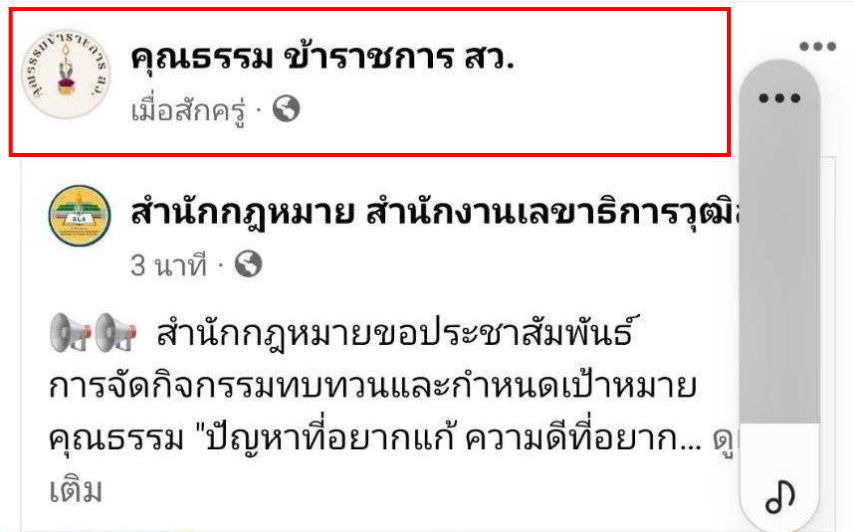 คุณธรรม ข้าราชการ สว.
เมื่อสักครู่ ·
สำนักกฎหมาย สำนักงานเลขาธิการวุฒิ
3 นาที ·
สำนักกฎหมายขอประชาสัมพันธ์
การจัดกิจกรรมทบทวนและกำหนดเป้าหมาย
คุณธรรม "ปัญหาที่อยากแก้ ความดีที่อยาก... ดู
เติม